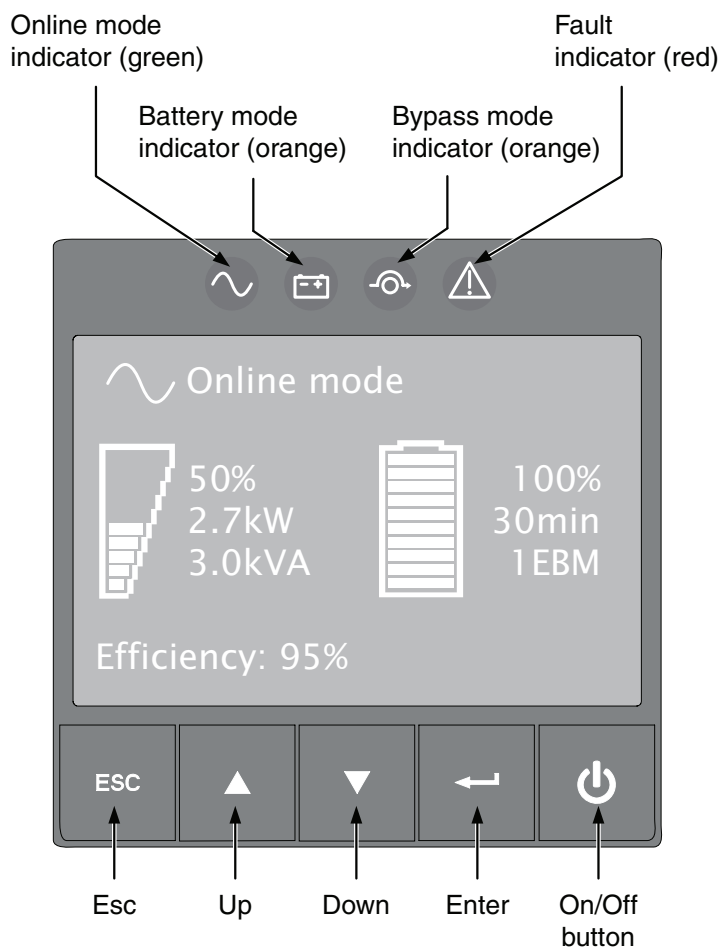 Online mode
indicator (green)
Fault
indicator (red)
Battery mode
indicator (orange)
Bypass mode
indicator (orange)
Online mode
50%
2.7kW
3.0kVA
100%
30min
1EBM
Efficiency: 95%
ESC
Esc
Up
Down
Enter
On/Off
button